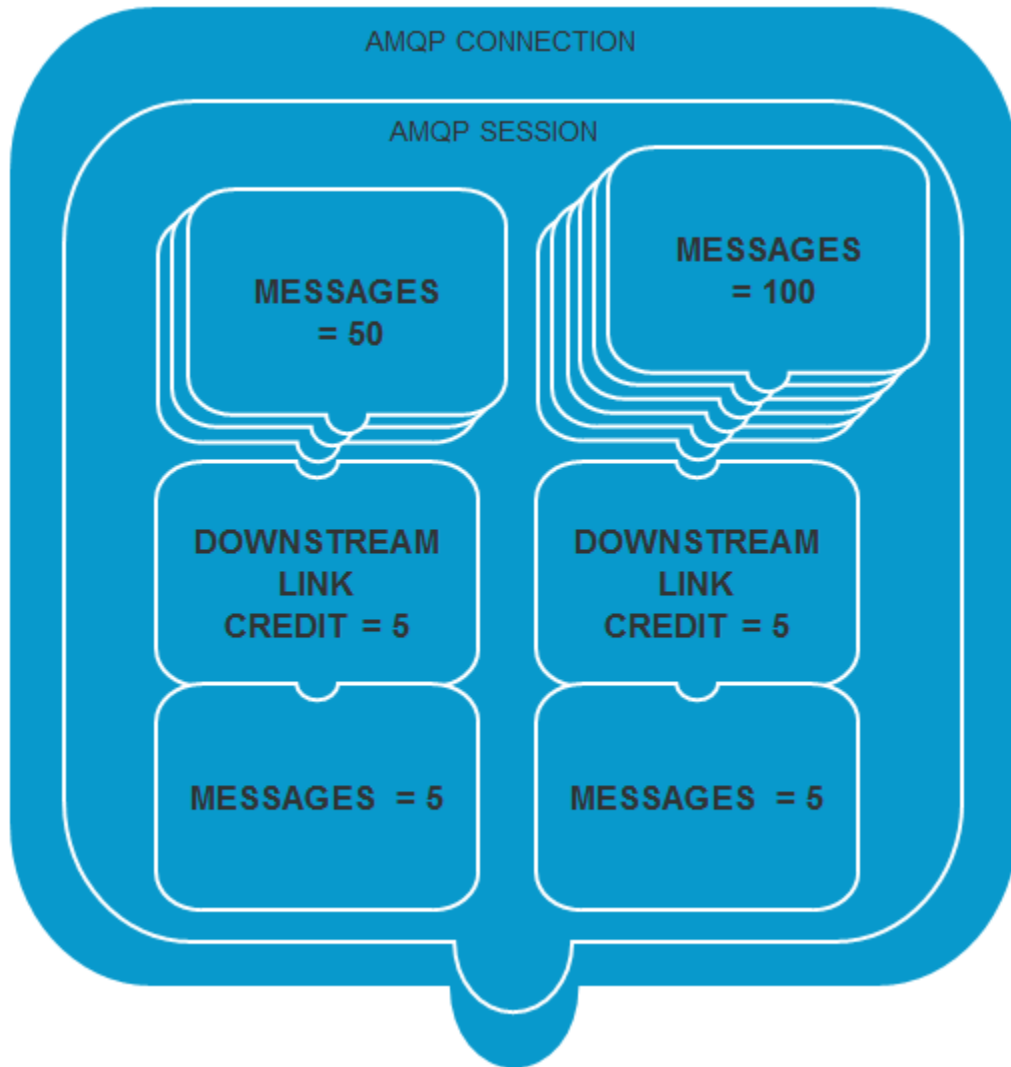 AMQP CONNECTION
AMQP SESSION
MESSAGES
= 50
MESSAGES
= 100
DOWNSTREAM
LINK
CREDIT = 5
DOWNSTREAM
LINK
CREDIT = 5
MESSAGES = 5
MESSAGES = 5